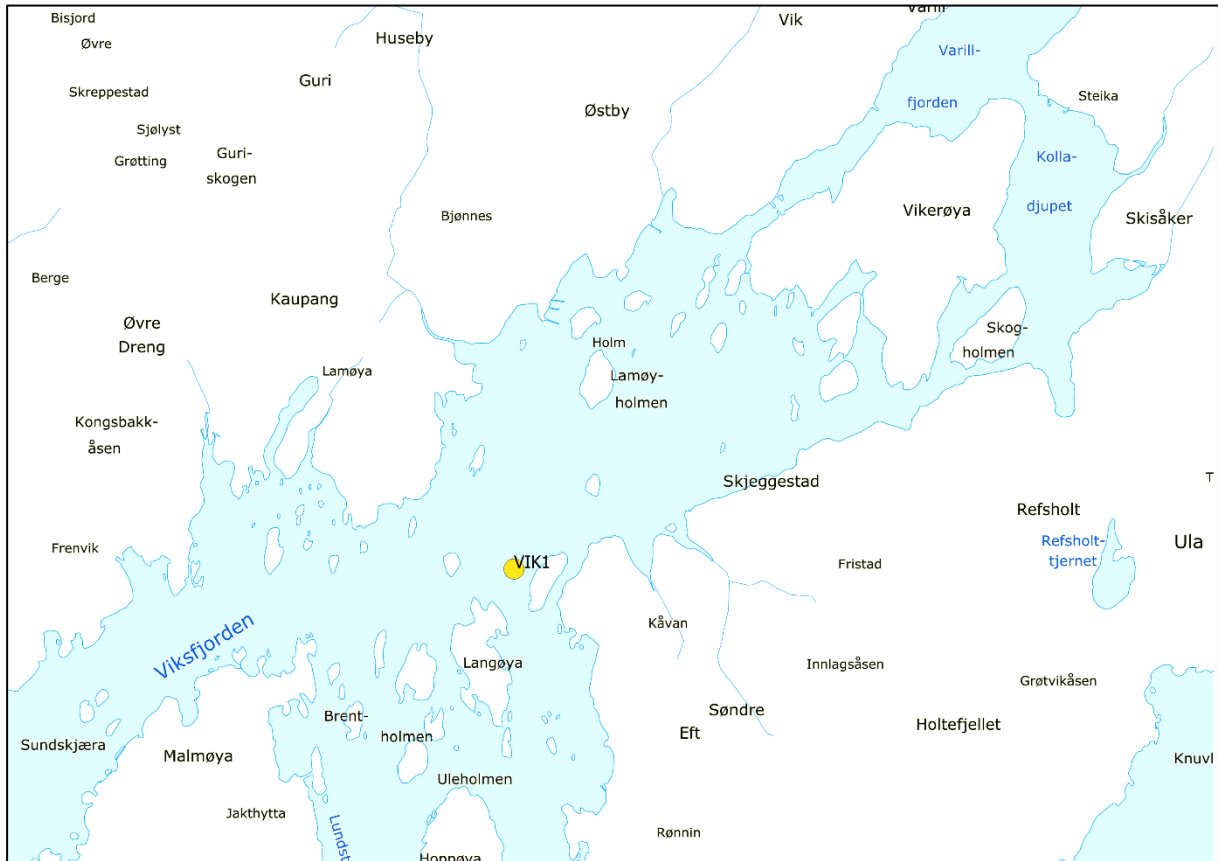 Bisjord
Øvre
Huseby
Vik
Varill-
fjorden
Guri
Skreppestad
Østby
Steika
Sjølyst
Grøtting
Guri-
skogen
Kolla-
djupet
Bjønnes
Vikerøya
Skisåker
Berge
Kaupang
Øvre
Dreng
Holm
Skog-
holmen
Lamøya
Lamøy-
holmen
Kongsbakk-
åsen
Skjeggestad
T
Refsholt
Frenvik
VIK1
Refsholt-
tjernet
Ula
Fristad
Viksfjorden
Kåvan
Langøya
Innlagsåsen
Grøtvikåsen
Brent-
holmen
Søndre
Eft
Holtefjellet
Sundskjæra
Malmøya
Uleholmen
Knuvl
Jakthytta
Lundst
Rønnin